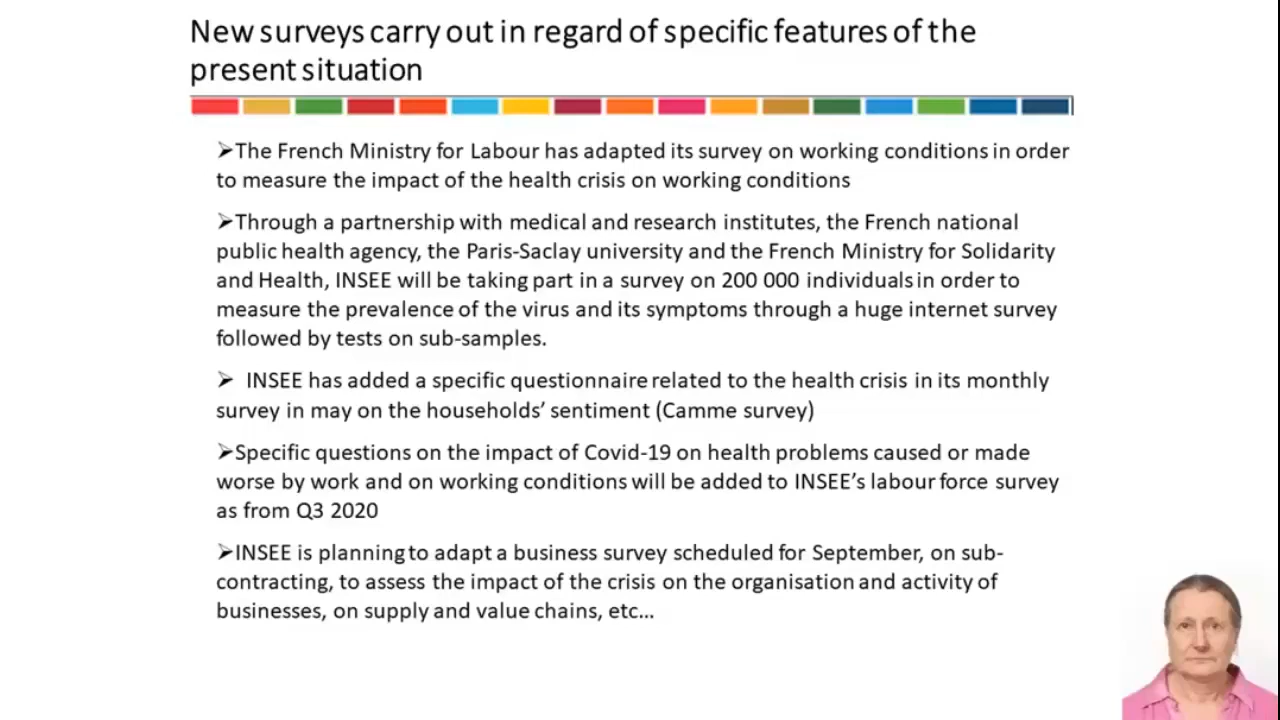 New surveys carry out in regard of specific features of the
present situation
➢The French Ministry for Labour has adapted its survey on working conditions in order
to measure the impact of the health crisis on working conditions
➢Through a partnership with medical and research institutes, the French national
public health agency, the Paris-Saclay university and the French Ministry for Solidarity
and Health, INSEE will be taking part in a survey on 200 000 individuals in order to
measure the prevalence of the virus and its symptoms through a huge internet survey
followed by tests on sub-samples.
➢ INSEE has added a specific questionnaire related to the health crisis in its monthly
survey in may on the households’ sentiment (Camme survey)
➢Specific questions on the impact of Covid-19 on health problems caused or made
worse by work and on working conditions will be added to INSEE’s labour force survey
as from Q3 2020
➢INSEE is planning to adapt a business survey scheduled for September, on sub-
contracting, to assess the impact of the crisis on the organisation and activity of
businesses, on supply and value chains, etc…